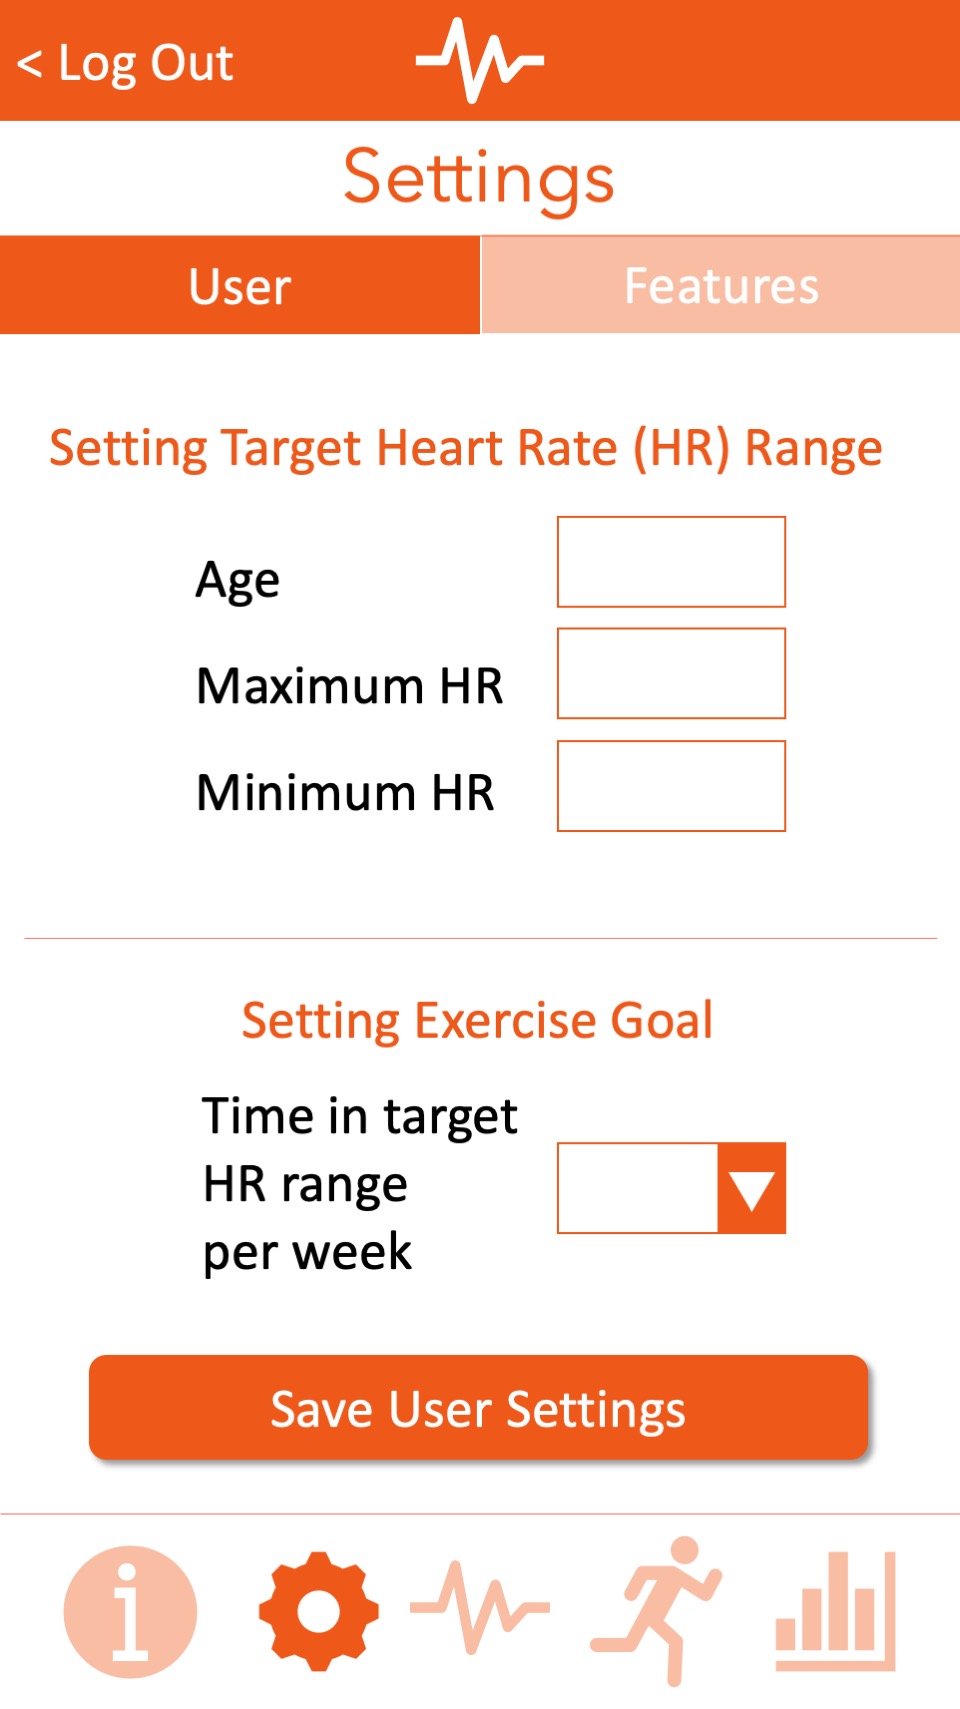 < Log Out
Settings
User
Features
Setting Target Heart Rate (HR) Range
Age
Maximum HR
Minimum HR
Setting Exercise Goal
Time in target
HR range
per week
Save User Settings
i